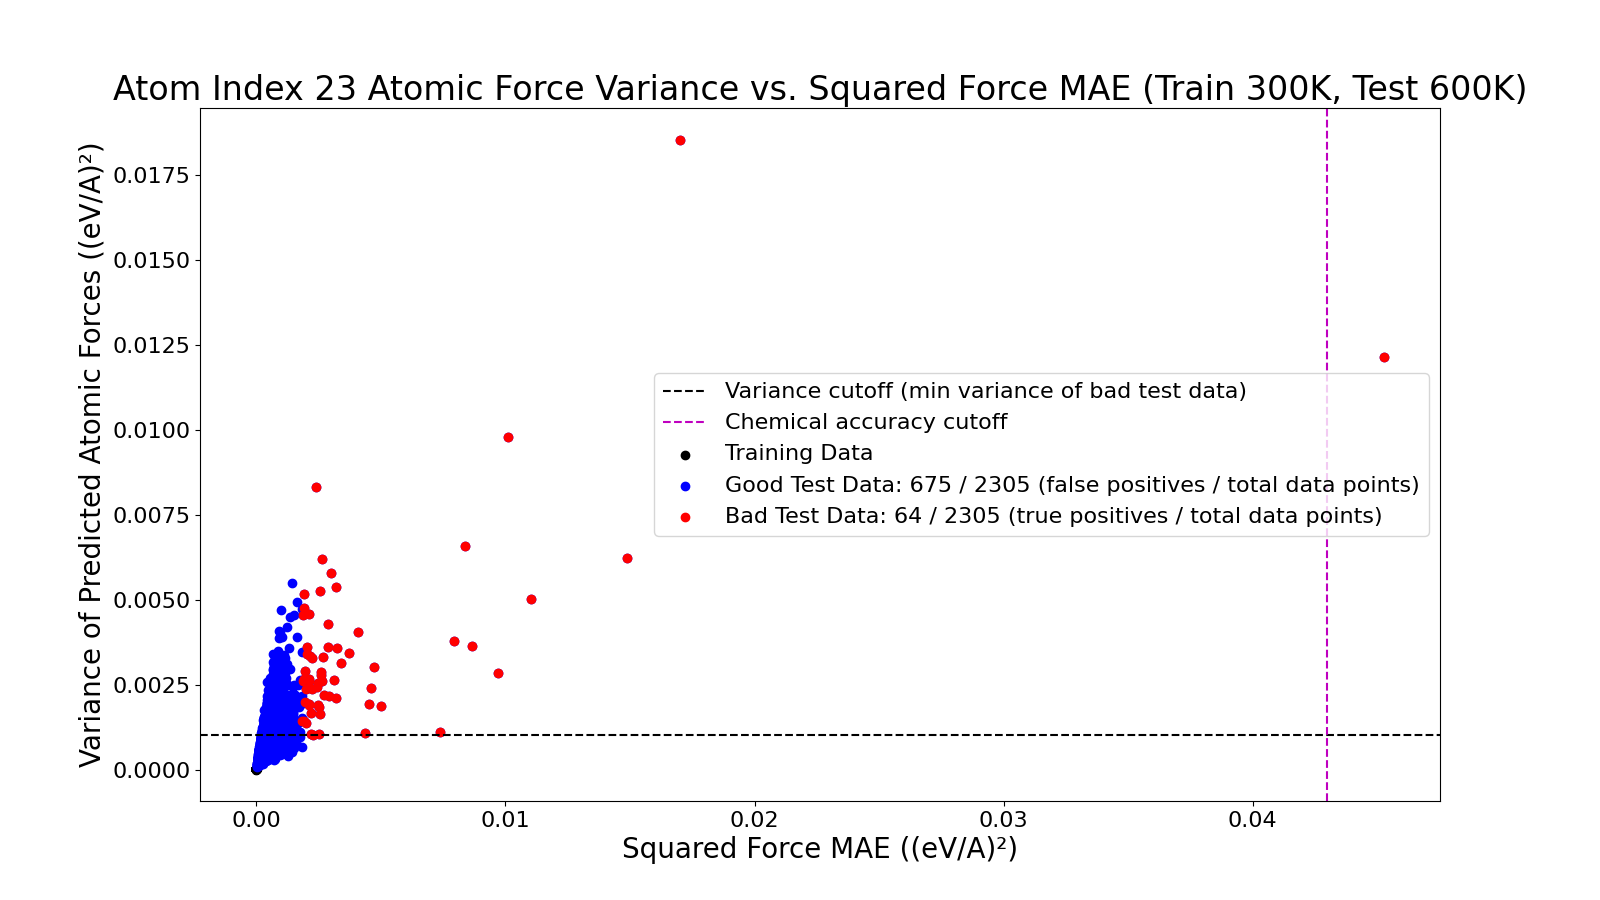 Atom Index 23 Atomic Force Variance vs. Squared Force MAE (Train 300K, Test 600K)
Variance of Predicted Atomic Forces ((eV/A)²)
0.0175
0.0150
0.0125
0.0100
0.0075
0.0050
0.0025
0.0000
Variance cutoff (min variance of bad test data)
Chemical accuracy cutoff
Training Data
Good Test Data: 675 / 2305 (false positives / total data points)
Bad Test Data: 64 / 2305 (true positives / total data points)
0.00 0.01 0.02 0.03 0.04
Squared Force MAE ((eV/A)²)